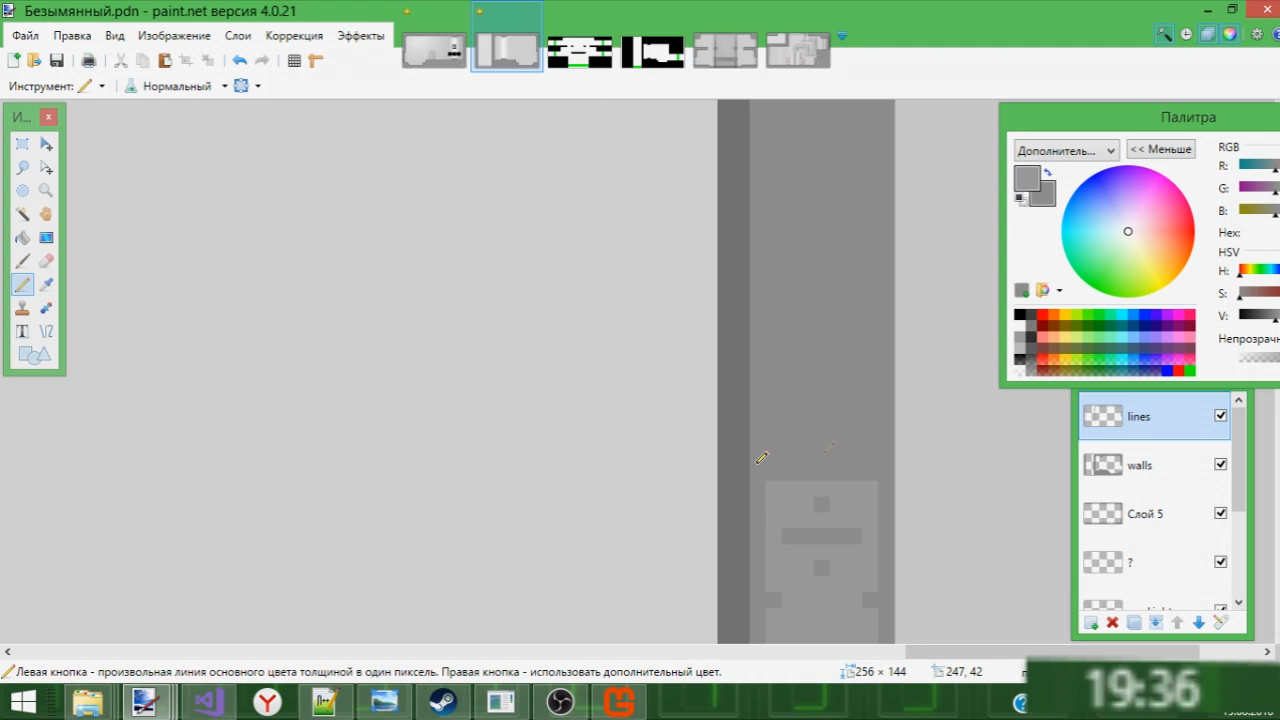 Безымянный.pdn - paint.net версия 4.0.21
Файл Правка Вид Изображение Слои Коррекция Эффекты
Инструмент: Нормальный
И...
Палитра
Дополнитель... << Меньше
RGB
R:
G:
B:
Hex:
HSV
H:
S:
V:
Непрозрачн
lines
walls
Слой 5
?
Левая кнопка - произвольная линия основного цвета толщиной в один пиксель. Правая кнопка - использовать дополнительный цвет.
256 × 144
247, 42
19:36